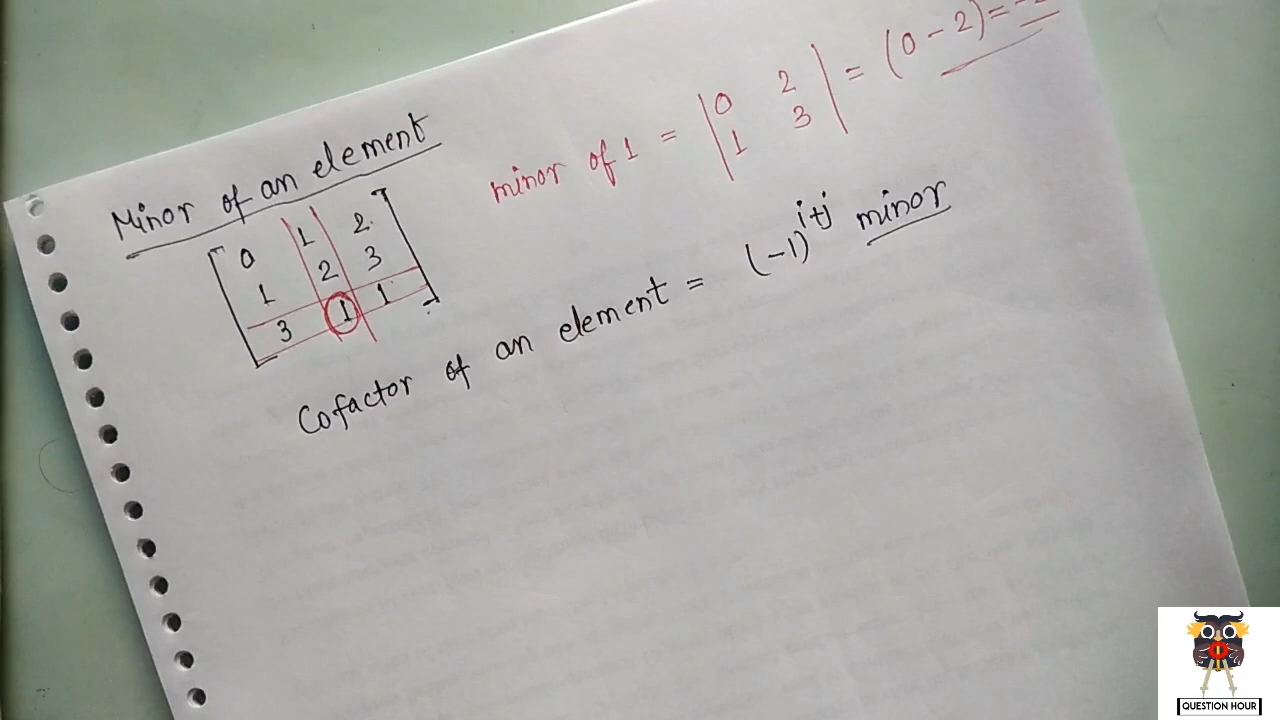 Minor of an element
0 1 2
1 2 3
3 1 1
minor of 1 = | 0 2 | = (0 - 2) = -2
| 1 3 |
Cofactor of an element = (-1)^{i+j} minor
QUESTION HOUR